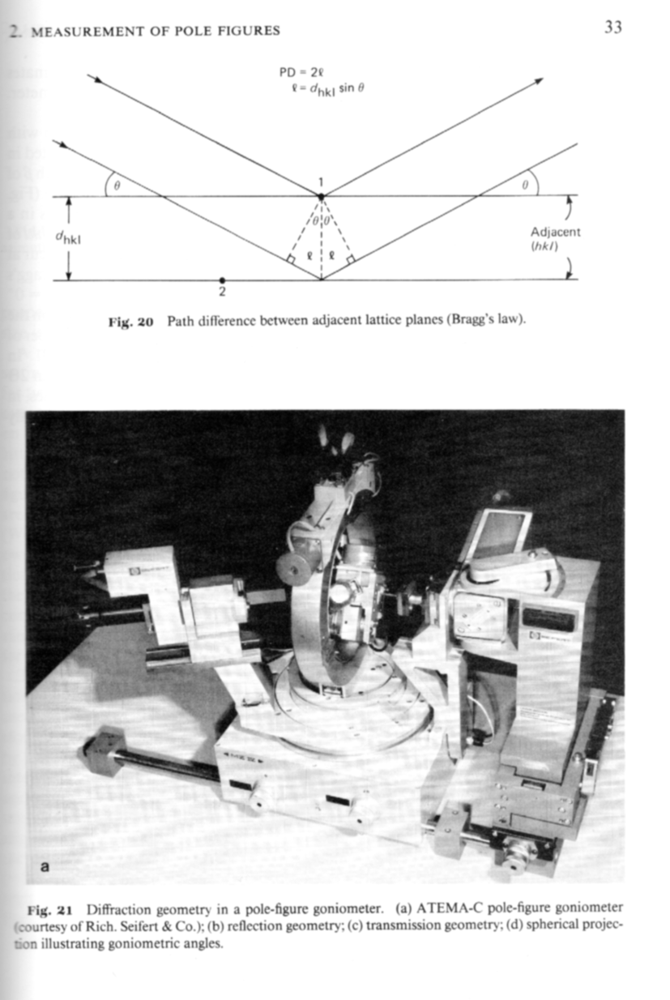 2. MEASUREMENT OF POLE FIGURES
33
PD = 2ℓ
ℓ = dhkl sin θ
1
θ
θ
θ
θ
dhkl
Adjacent
(hkl)
ℓ
ℓ
2
Fig. 20 Path difference between adjacent lattice planes (Bragg's law).
a
Fig. 21 Diffraction geometry in a pole-figure goniometer. (a) ATEMA-C pole-figure goniometer
(courtesy of Rich. Seifert & Co.); (b) reflection geometry; (c) transmission geometry; (d) spherical projec-
tion illustrating goniometric angles.